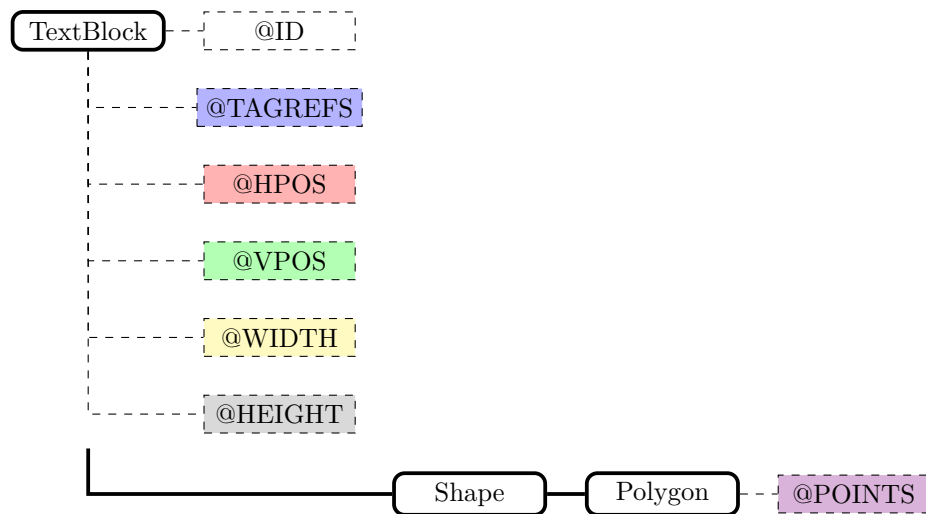 TextBlock @ID
@TAGREFS
@HPOS
@VPOS
@WIDTH
@HEIGHT
Shape Polygon @POINTS